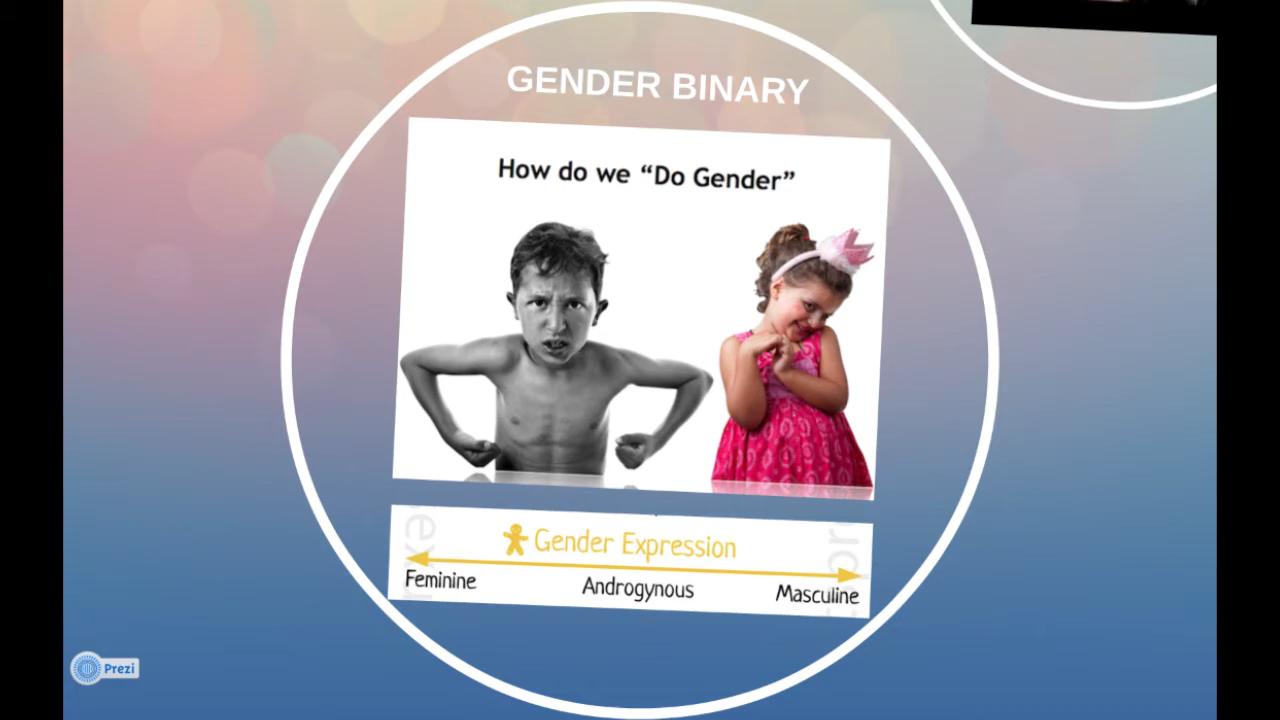 GENDER BINARY
How do we “Do Gender”
Gender Expression
Feminine Androgynous Masculine
Prezi